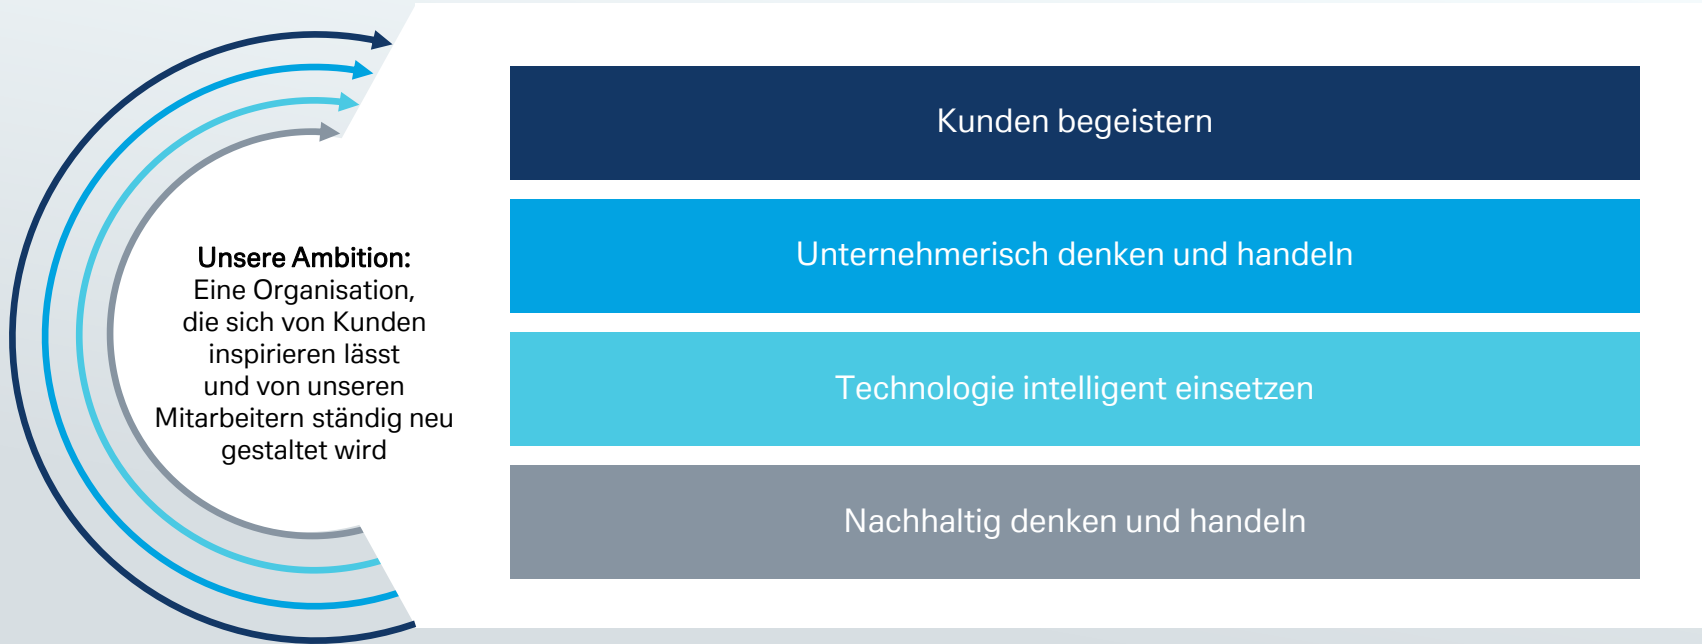 Unsere Ambition:
Eine Organisation,
die sich von Kunden
inspirieren lässt
und von unseren
Mitarbeitern ständig neu
gestaltet wird
Kunden begeistern
Unternehmerisch denken und handeln
Technologie intelligent einsetzen
Nachhaltig denken und handeln